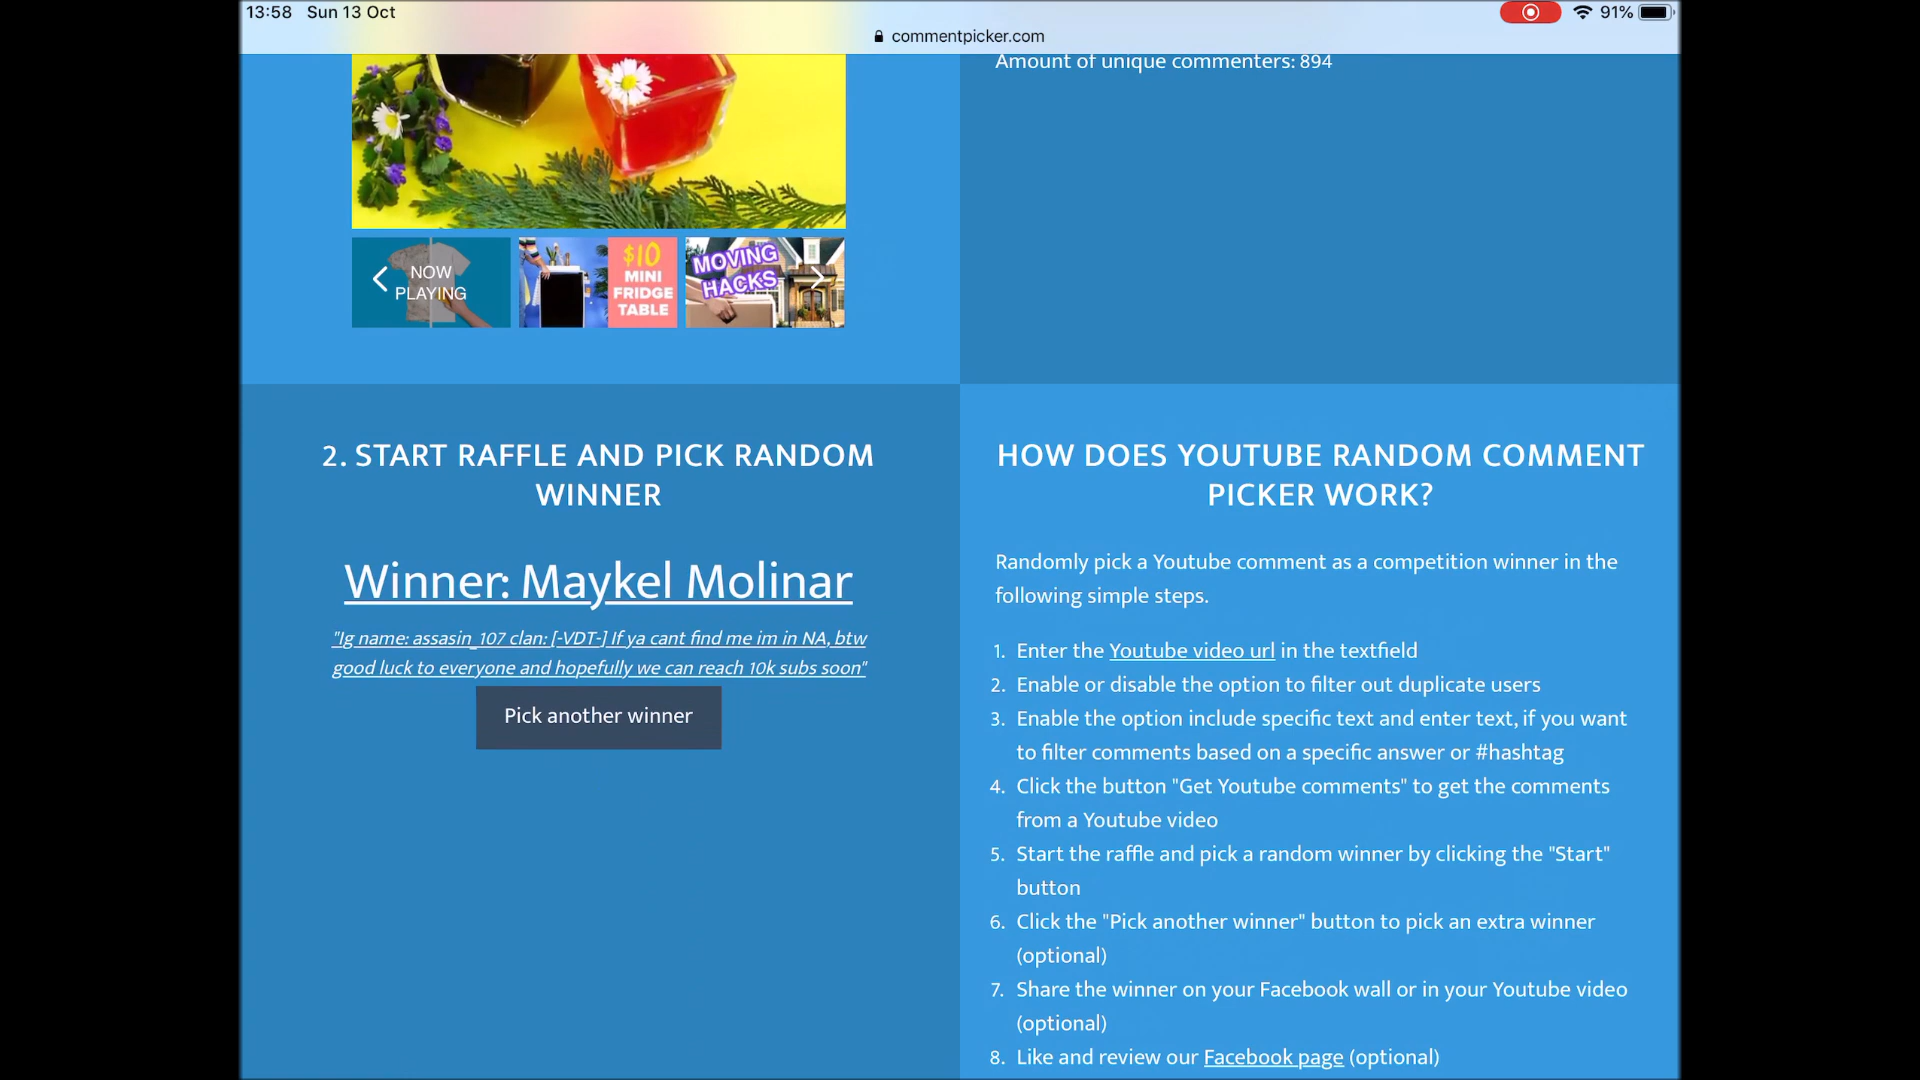 13:58 Sun 13 Oct
91%
commentpicker.com
Amount of unique commenters: 894
NOW
PLAYING
$10
MINI
FRIDGE
TABLE
MOVING
HACKS
2. START RAFFLE AND PICK RANDOM
WINNER
Winner: Maykel Molinar
"Ig name: assasin_107 clan: [-VDT-] If ya cant find me im in NA, btw
good luck to everyone and hopefully we can reach 10k subs soon"
Pick another winner
HOW DOES YOUTUBE RANDOM COMMENT
PICKER WORK?
Randomly pick a Youtube comment as a competition winner in the
following simple steps.
1. Enter the Youtube video url in the textfield
2. Enable or disable the option to filter out duplicate users
3. Enable the option include specific text and enter text, if you want
to filter comments based on a specific answer or #hashtag
4. Click the button "Get Youtube comments" to get the comments
from a Youtube video
5. Start the raffle and pick a random winner by clicking the "Start"
button
6. Click the "Pick another winner" button to pick an extra winner
(optional)
7. Share the winner on your Facebook wall or in your Youtube video
(optional)
8. Like and review our Facebook page (optional)